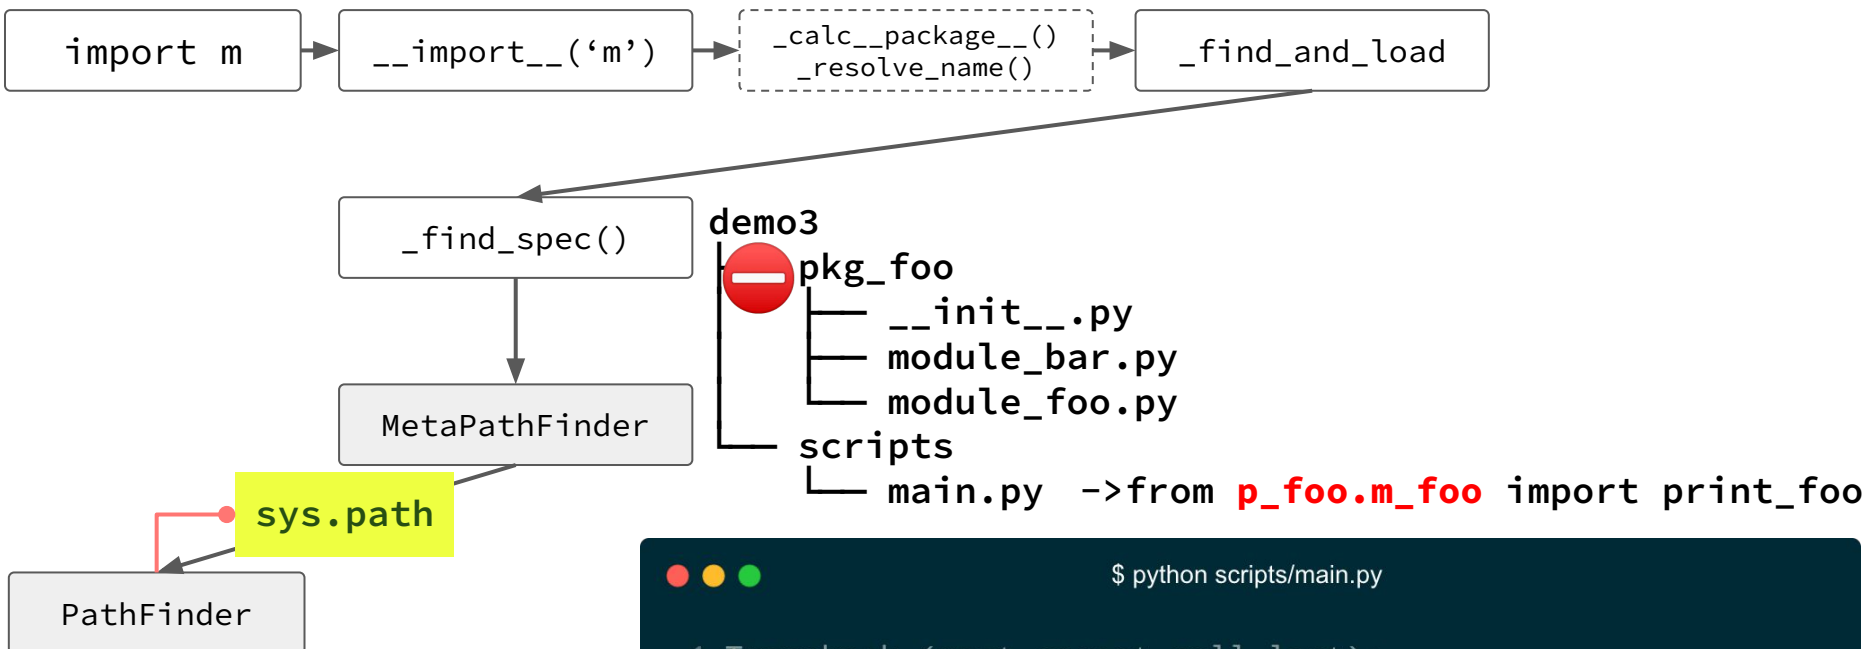 import m
__import__(‘m’)
_calc__package__()
_resolve_name()
_find_and_load
_find_spec()
demo3
pkg_foo
__init__.py
module_bar.py
module_foo.py
MetaPathFinder
scripts
main.py ->from p_foo.m_foo import print_foo
sys.path
PathFinder
$ python scripts/main.py